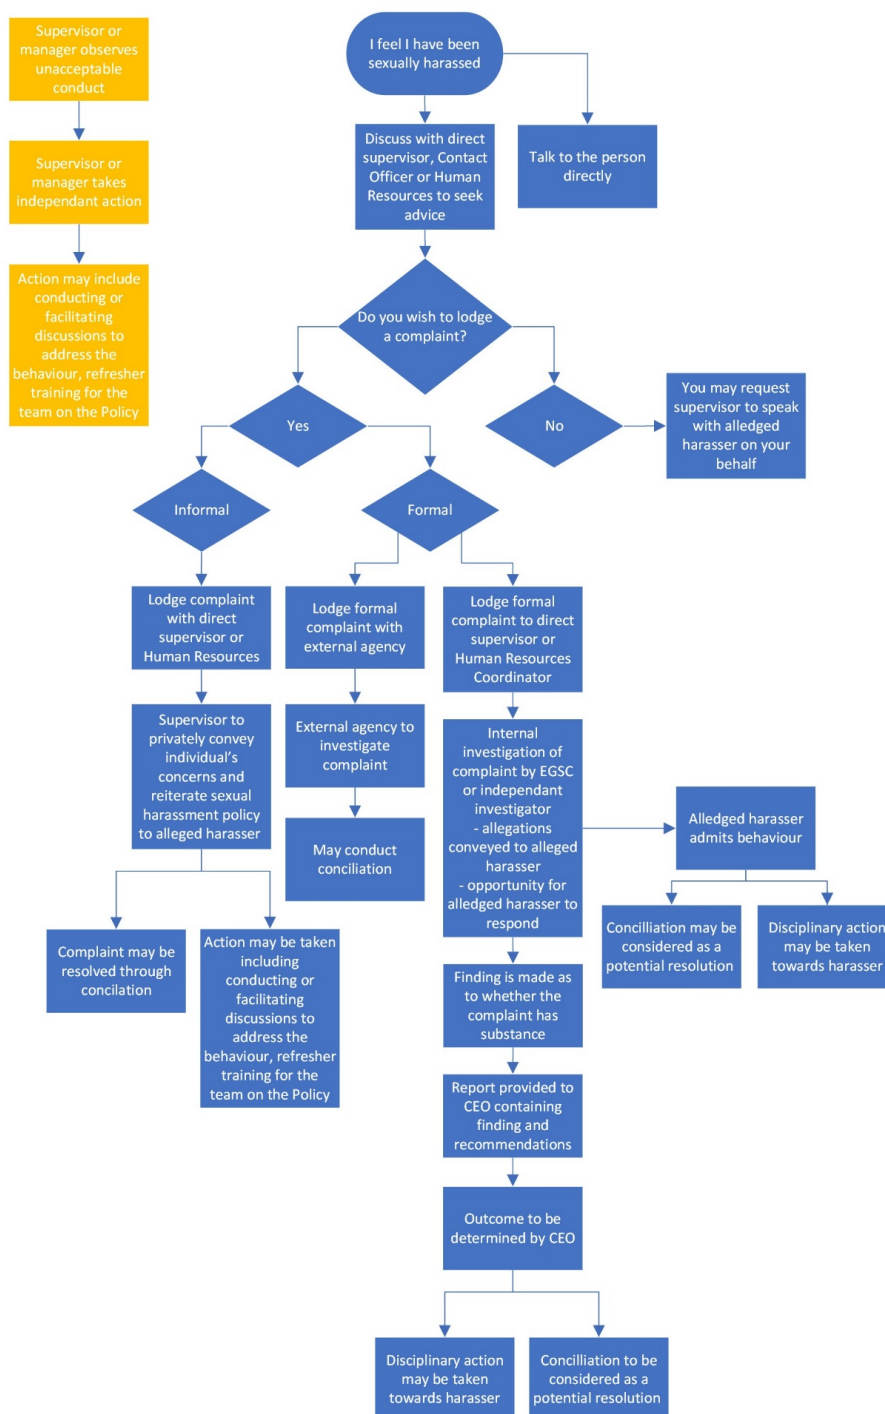 Supervisor or
manager observes
unacceptable
conduct
Supervisor or
manager takes
independant action
Action may include
conducting or
facilitating
discussions to
address the
behaviour, refresher
training for the
team on the Policy
I feel I have been
sexually harassed
Discuss with direct
supervisor, Contact
Officer or Human
Resources to seek
advice
Talk to the person
directly
Do you wish to lodge
a complaint?
Yes
No
You may request
supervisor to speak
with alledged
harasser on your
behalf
Informal
Formal
Lodge complaint
with direct
supervisor or
Human Resources
Supervisor to
privately convey
individual's
concerns and
reiterate sexual
harassment policy
to alleged harasser
Complaint may be
resolved through
concilation
Action may be taken
including
conducting or
facilitating
discussions to
address the
behaviour, refresher
training for the
team on the Policy
Lodge formal
complaint with
external agency
External agency to
investigate
complaint
May conduct
conciliation
Lodge formal
complaint to direct
supervisor or
Human Resources
Coordinator
Internal
investigation of
complaint by EGSC
or independant
investigator
- allegations
conveyed to alleged
harasser
- opportunity for
alledged harasser to
respond
Alledged harasser
admits behaviour
Concilliation may be
considered as a
potential resolution
Disciplinary action
may be taken
towards harasser
Finding is made as
to whether the
complaint has
substance
Report provided to
CEO containing
finding and
recommendations
Outcome to be
determined by CEO
Disciplinary action
may be taken
towards harasser
Concilliation to be
considered as a
potential resolution